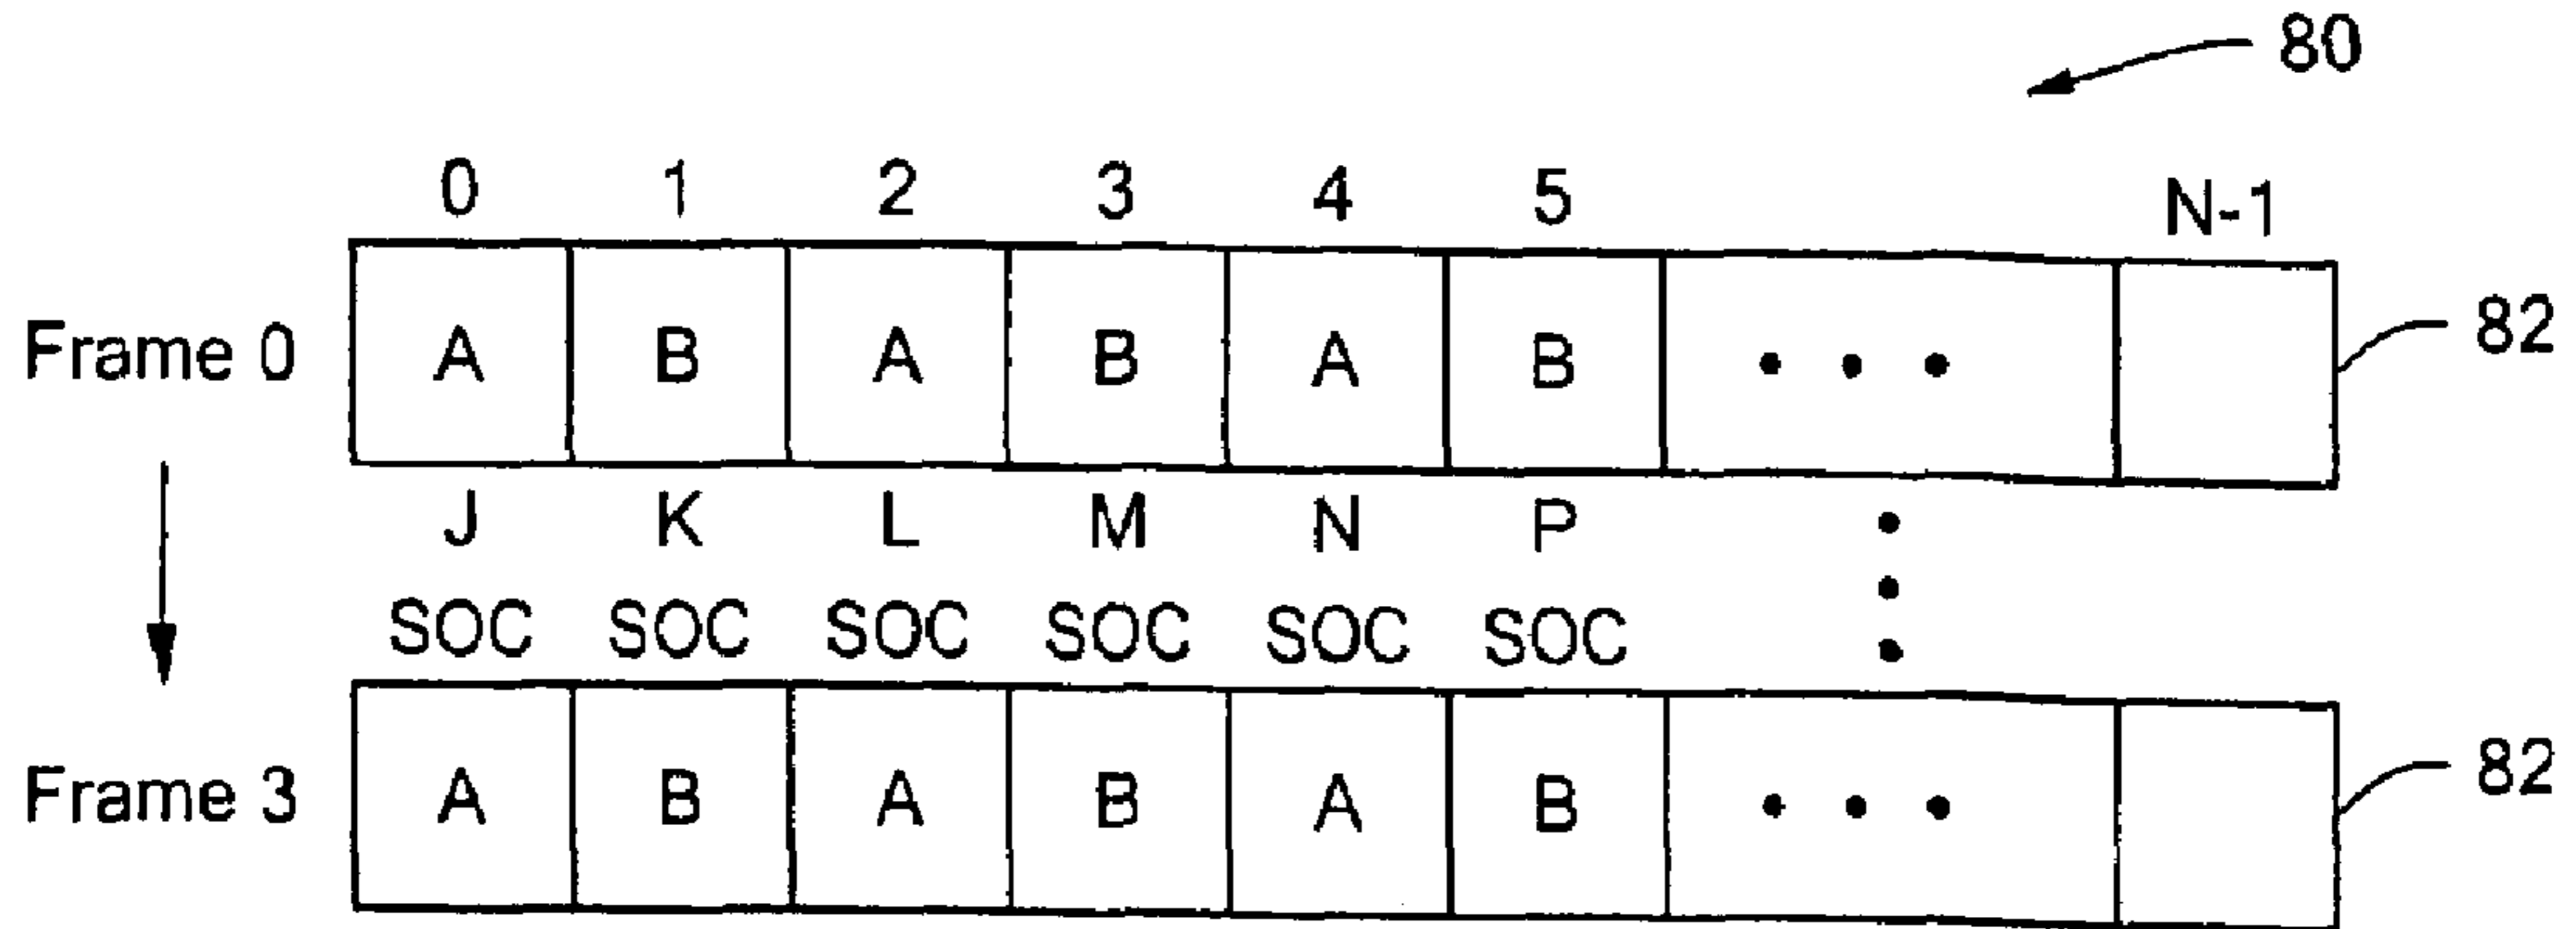 80
0 1 2 3 4 5 N-1
Frame 0 A B A B A B • • • 82
J K L M N P
SOC SOC SOC SOC SOC SOC
Frame 3 A B A B A B • • • 82